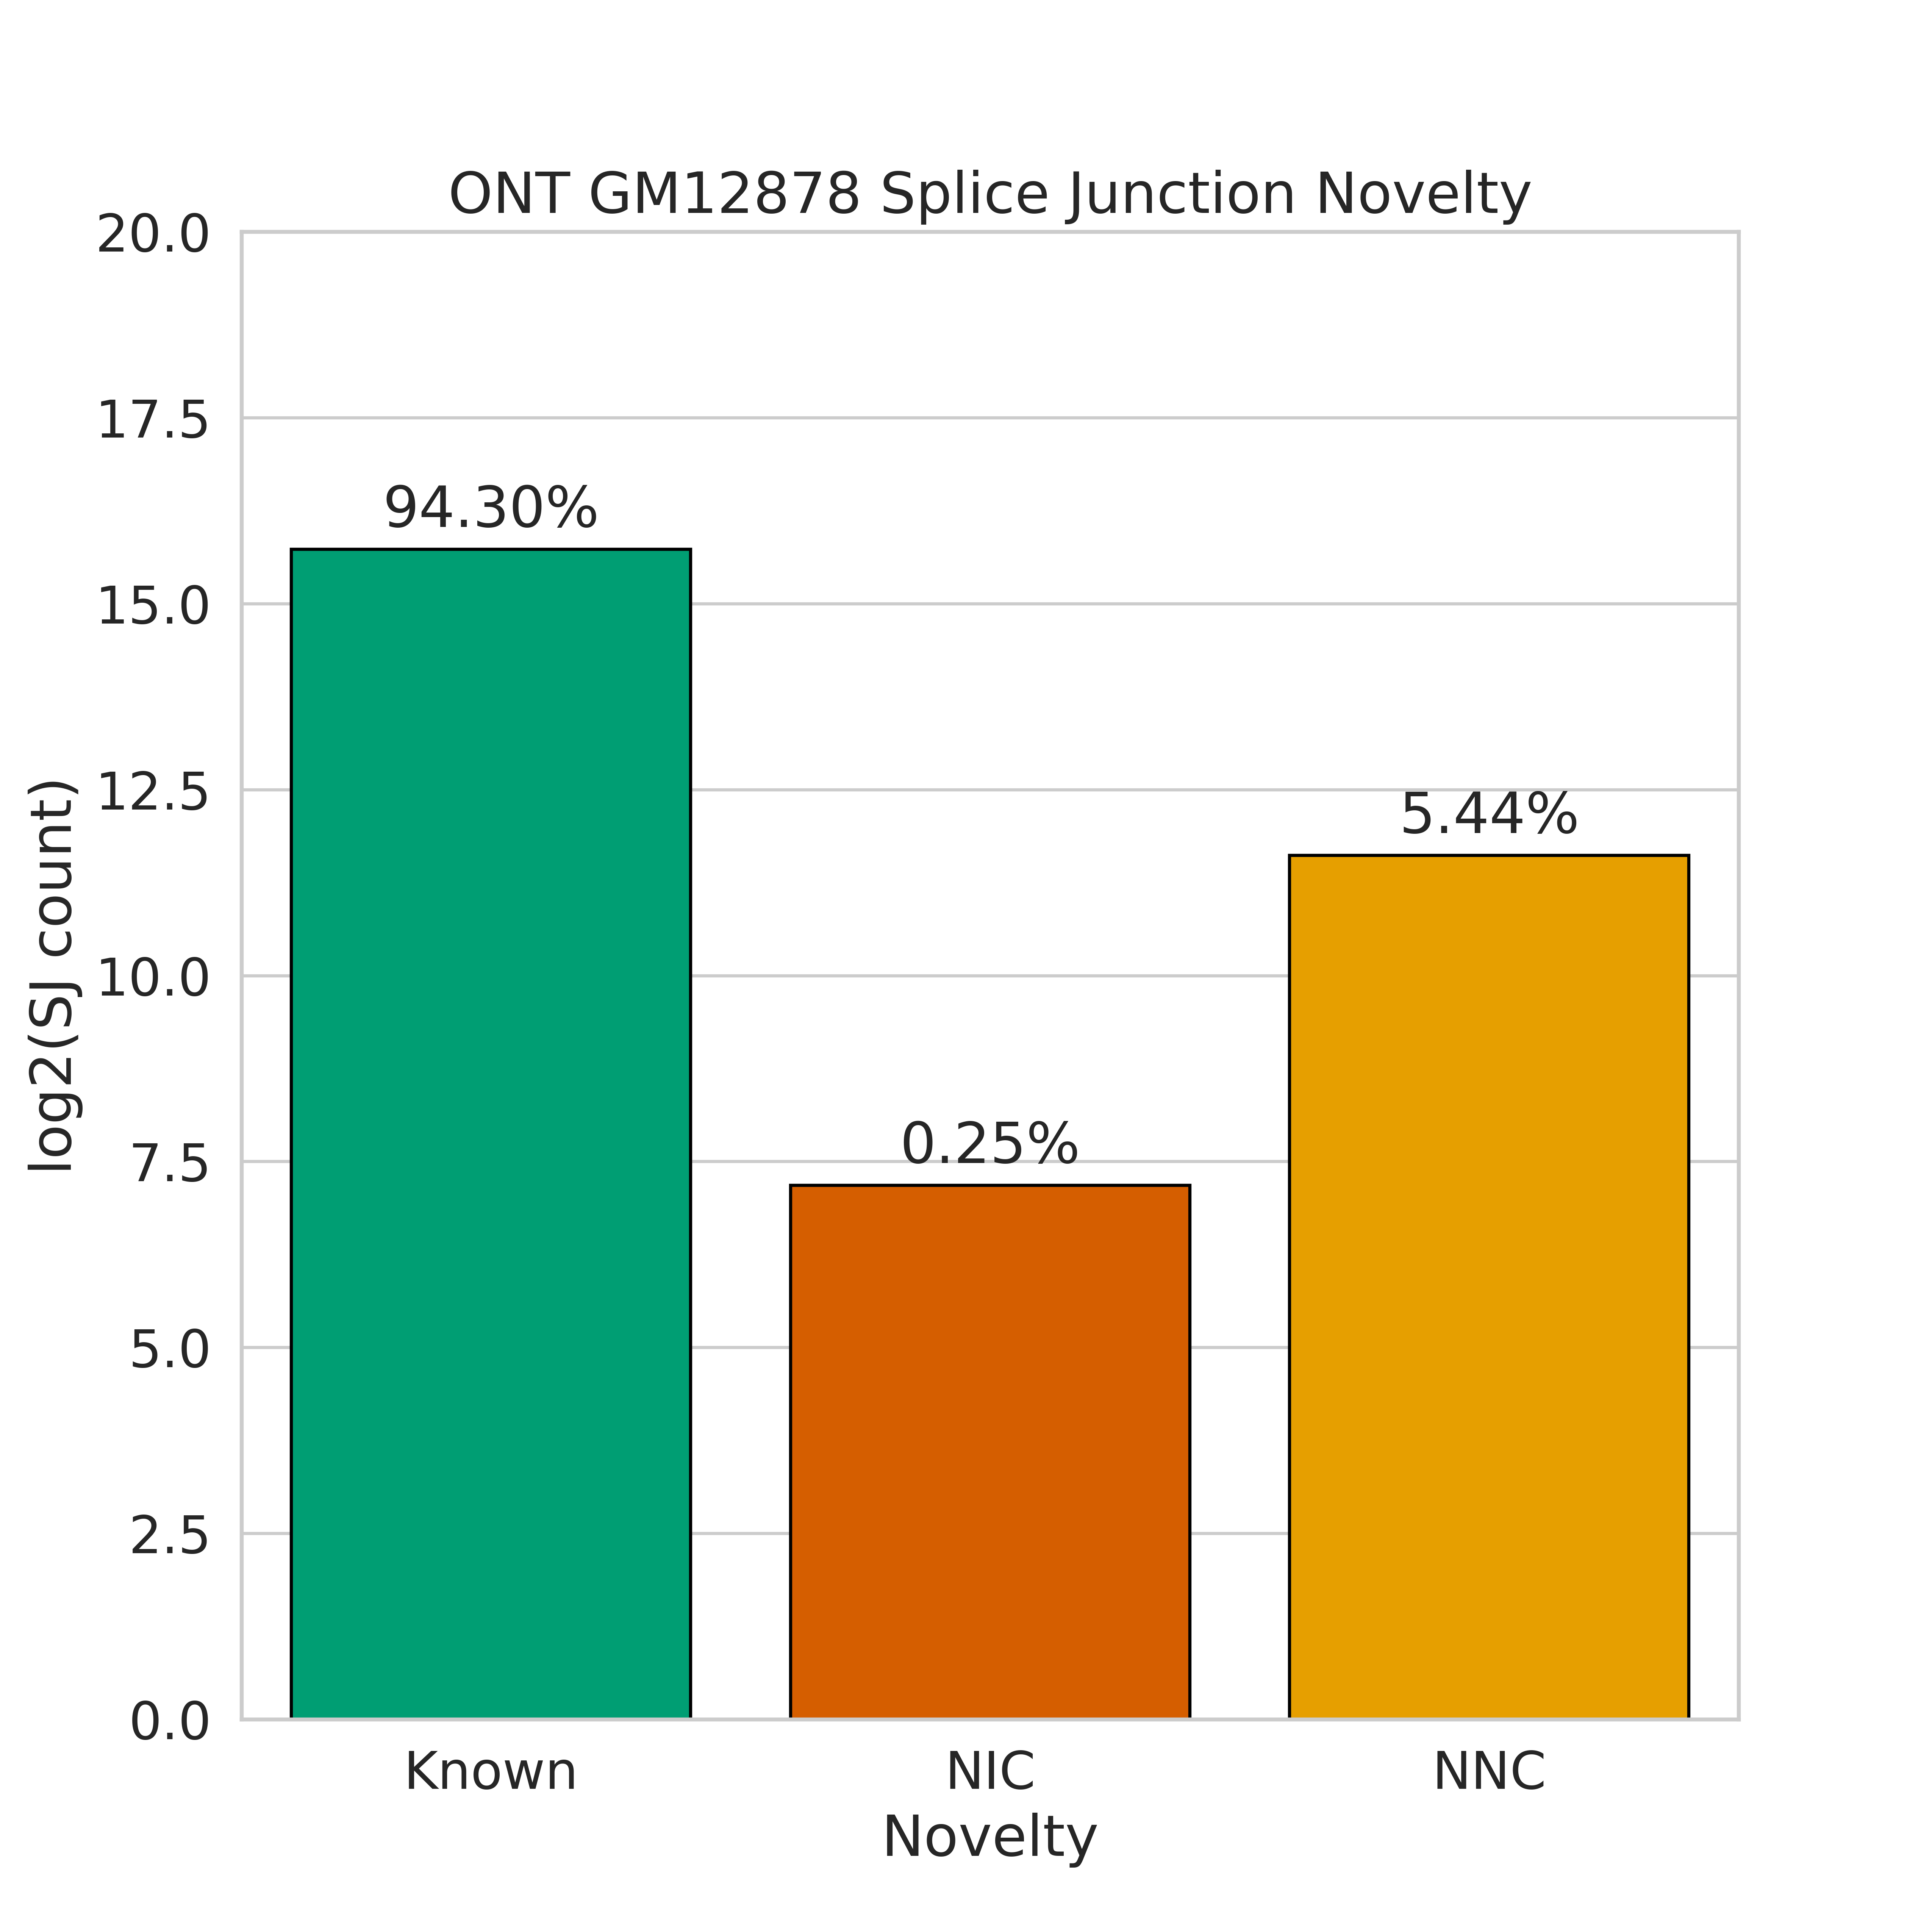 ONT GM12878 Splice Junction Novelty
20.0
17.5
15.0
12.5
10.0
7.5
5.0
2.5
0.0
log2(SJ count)
94.30%
0.25%
5.44%
Known
NIC
NNC
Novelty